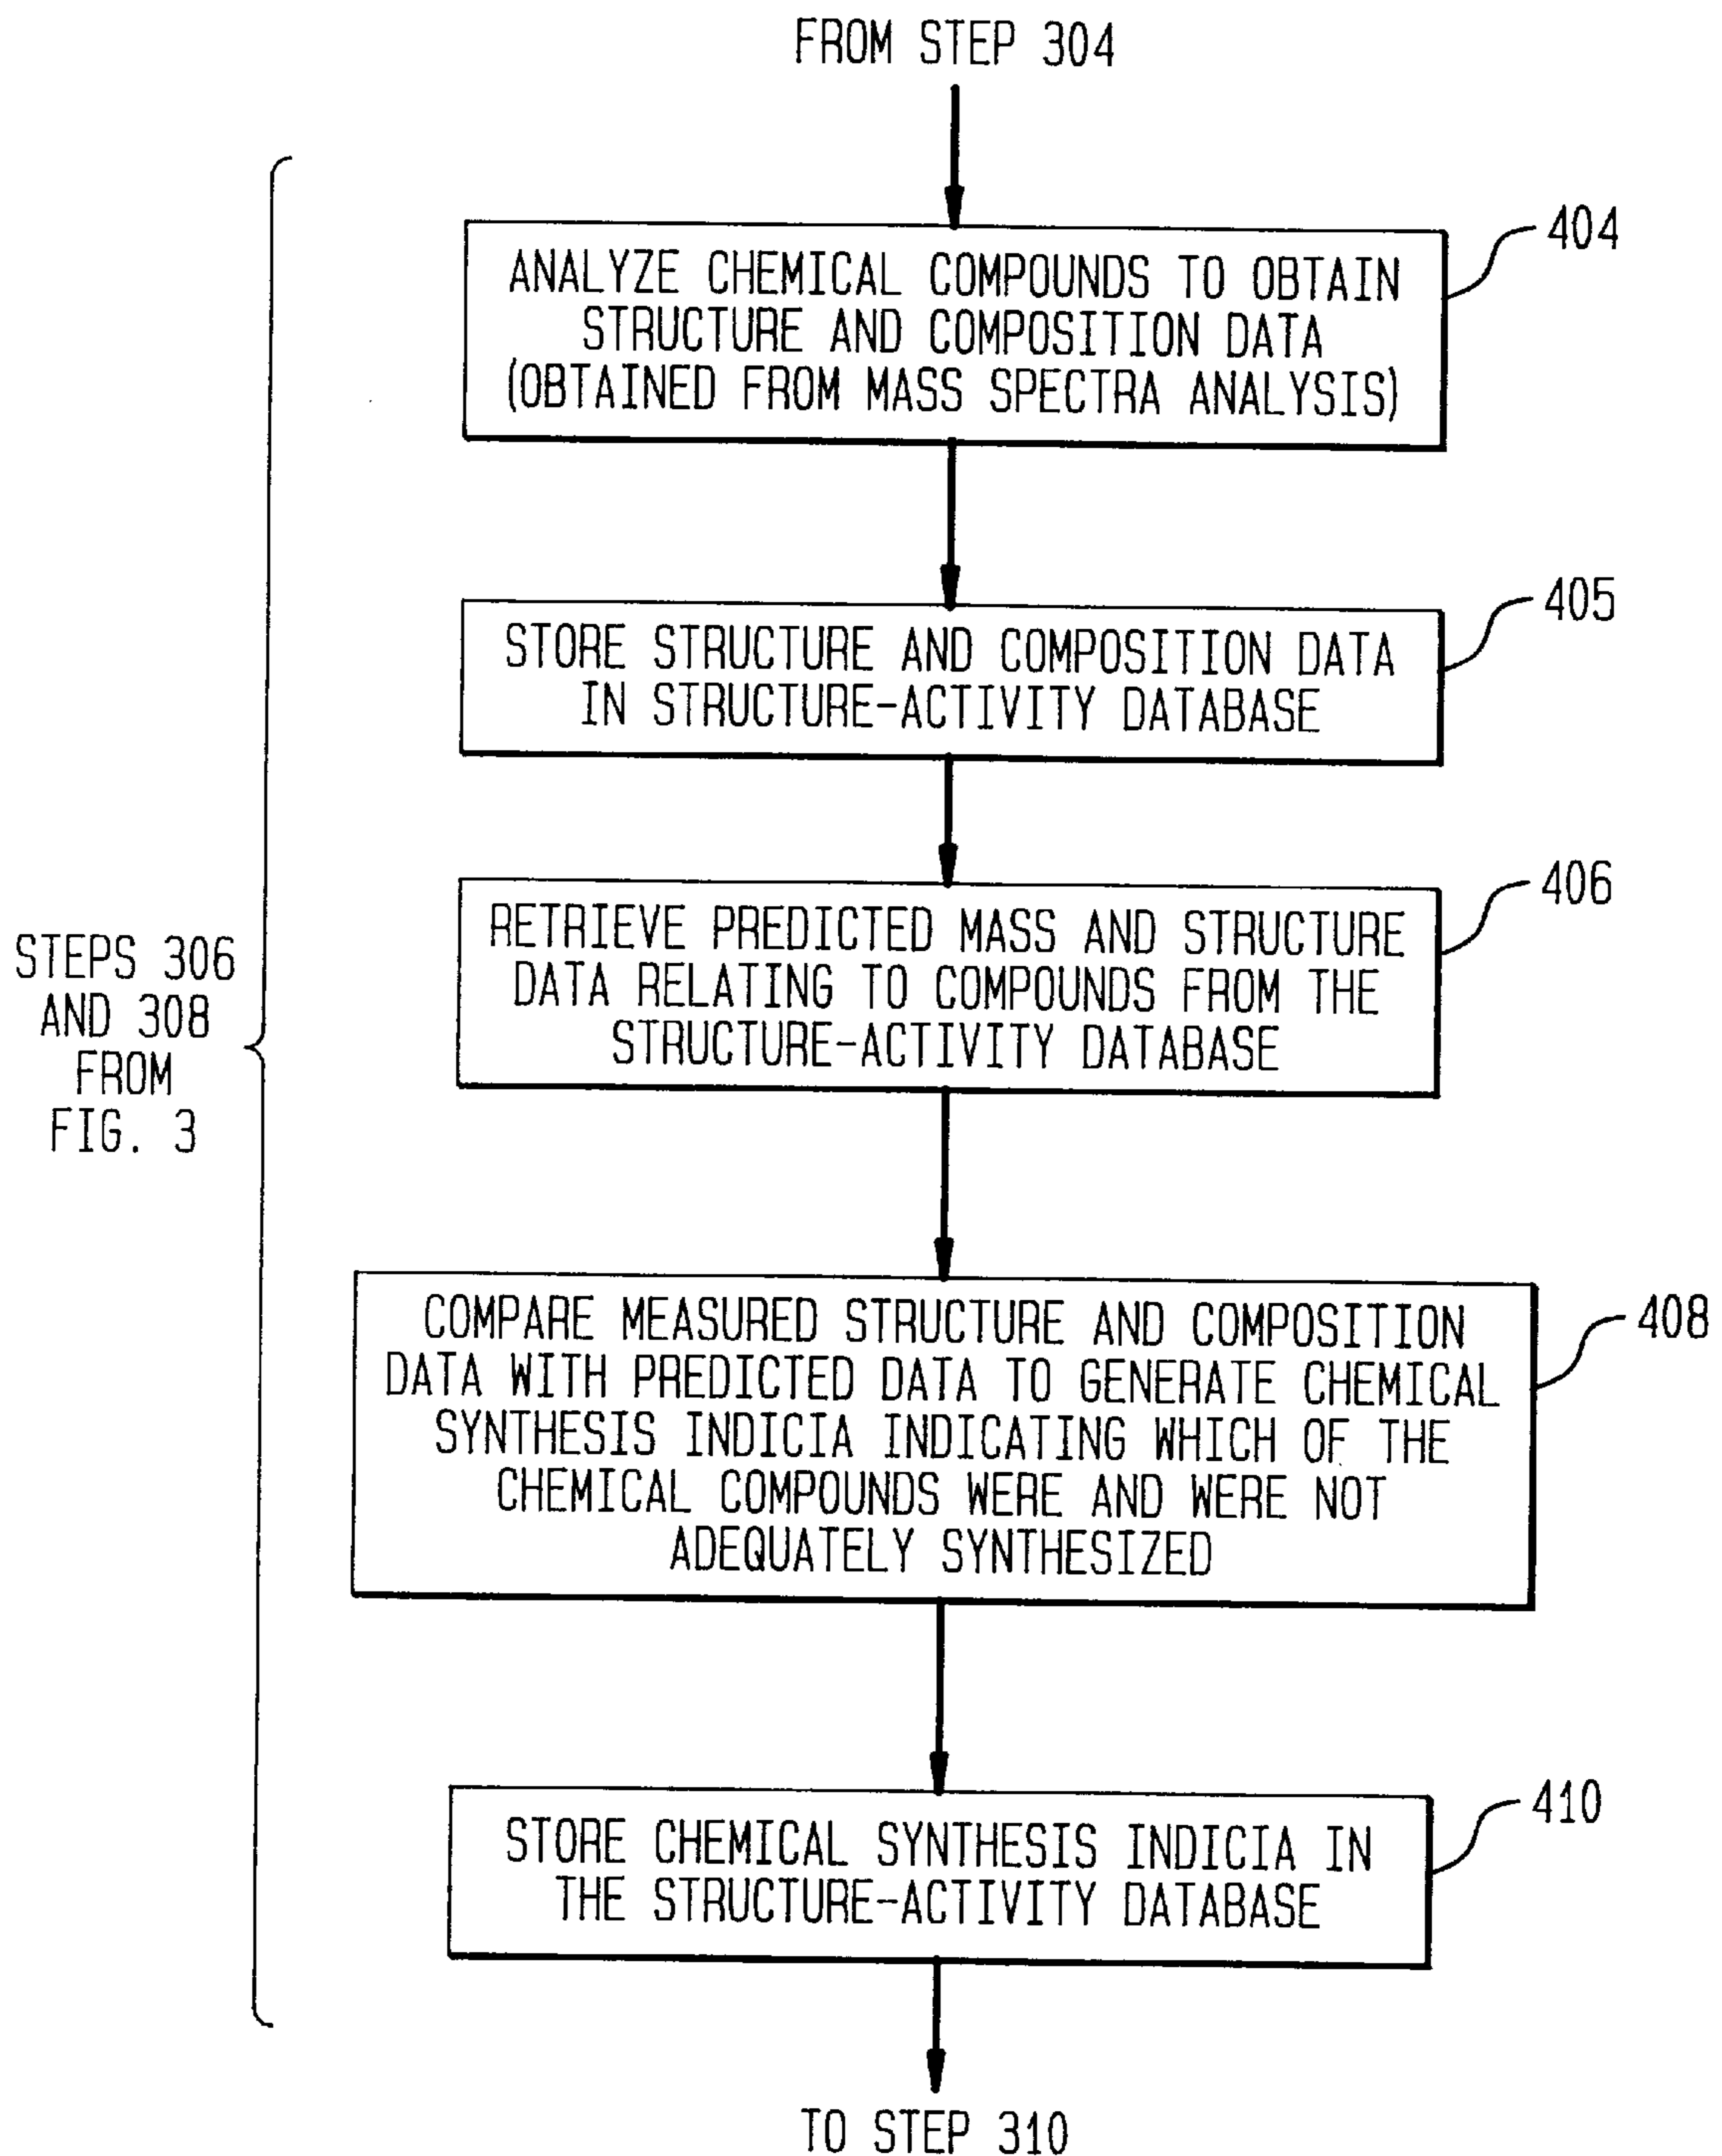 FROM STEP 304
404
ANALYZE CHEMICAL COMPOUNDS TO OBTAIN
STRUCTURE AND COMPOSITION DATA
(OBTAINED FROM MASS SPECTRA ANALYSIS)
405
STORE STRUCTURE AND COMPOSITION DATA
IN STRUCTURE-ACTIVITY DATABASE
406
RETRIEVE PREDICTED MASS AND STRUCTURE
DATA RELATING TO COMPOUNDS FROM THE
STRUCTURE-ACTIVITY DATABASE
STEPS 306
AND 308
FROM
FIG. 3
408
COMPARE MEASURED STRUCTURE AND COMPOSITION
DATA WITH PREDICTED DATA TO GENERATE CHEMICAL
SYNTHESIS INDICIA INDICATING WHICH OF THE
CHEMICAL COMPOUNDS WERE AND WERE NOT
ADEQUATELY SYNTHESIZED
410
STORE CHEMICAL SYNTHESIS INDICIA IN
THE STRUCTURE-ACTIVITY DATABASE
TO STEP 310